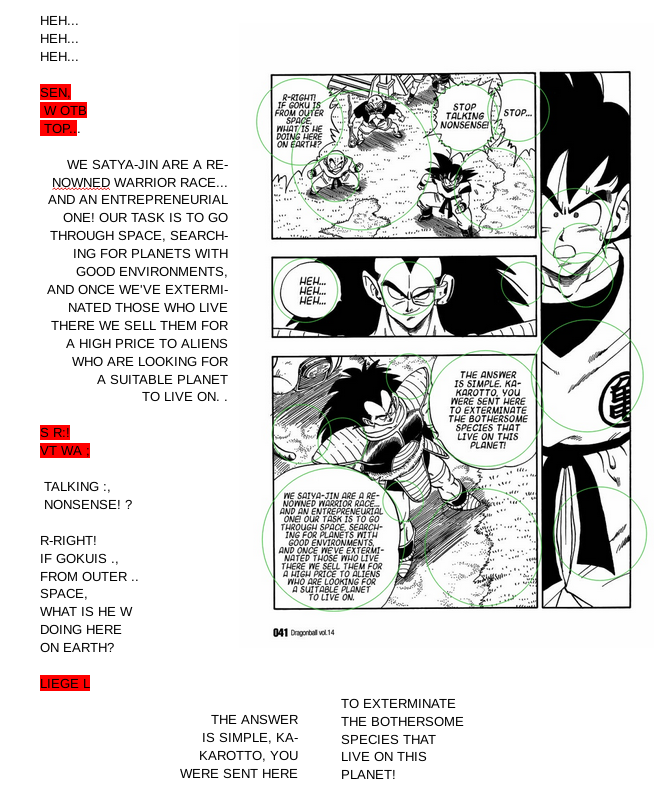 HEH...
HEH...
HEH...
SEN,
W OTB
TOP...
WE SATYA-JIN ARE A RE-
NOWNED WARRIOR RACE...
AND AN ENTREPRENEURIAL
ONE! OUR TASK IS TO GO
THROUGH SPACE, SEARCH-
ING FOR PLANETS WITH
GOOD ENVIRONMENTS,
AND ONCE WE'VE EXTERMI-
NATED THOSE WHO LIVE
THERE WE SELL THEM FOR
A HIGH PRICE TO ALIENS
WHO ARE LOOKING FOR
A SUITABLE PLANET
TO LIVE ON. .
S R:!
VT WA :
TALKING :,
NONSENSE! ?
R-RIGHT!
IF GOKUIS .,
FROM OUTER ..
SPACE,
WHAT IS HE W
DOING HERE
ON EARTH?
LIEGE L
THE ANSWER
IS SIMPLE, KA-
KAROTTO, YOU
WERE SENT HERE
TO EXTERMINATE
THE BOTHERSOME
SPECIES THAT
LIVE ON THIS
PLANET!
R-RIGHT!
IF GOKU IS
FROM OUTER
SPACE,
WHAT IS HE
DOING HERE
ON EARTH?
STOP
TALKING
NONSENSE!
STOP...
HEH...
HEH...
HEH...
THE ANSWER
IS SIMPLE. KA-
KAROTTO, YOU
WERE SENT HERE
TO EXTERMINATE
THE BOTHERSOME
SPECIES THAT
LIVE ON THIS
PLANET!
WE SAIYA-JIN ARE A RE-
NOWNED WARRIOR RACE...
AND AN ENTREPRENEURIAL
ONE! OUR TASK IS TO GO
THROUGH SPACE, SEARCH-
ING FOR PLANETS WITH
GOOD ENVIRONMENTS,
AND ONCE WE'VE EXTERMI-
NATED THOSE WHO LIVE
THERE WE SELL THEM FOR
A HIGH PRICE TO ALIENS
WHO ARE LOOKING FOR
A SUITABLE PLANET
TO LIVE ON.
亀
041 Dragonball vol.14